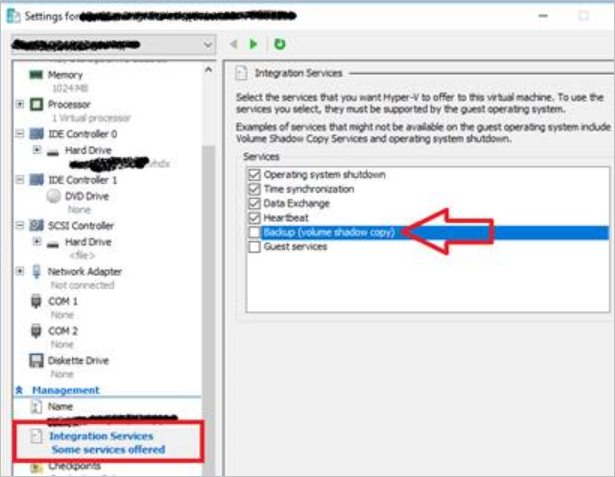 Settings for
Memory
1024 MB
Processor
1 Virtual processor
IDE Controller 0
Hard Drive
.vhdx
IDE Controller 1
DVD Drive
None
SCSI Controller
Hard Drive
<file>
Network Adapter
Not connected
COM 1
None
COM 2
None
Diskette Drive
None
Management
Name
Integration Services
Some services offered
Checkpoints
Integration Services
Select the services that you want Hyper-V to offer to this virtual machine. To use the
services you select, they must be supported by the guest operating system.
Examples of services that might not be available on the guest operating system include
Volume Shadow Copy Services and operating system shutdown.
Services
Operating system shutdown
Time synchronization
Data Exchange
Heartbeat
Backup (volume shadow copy)
Guest services